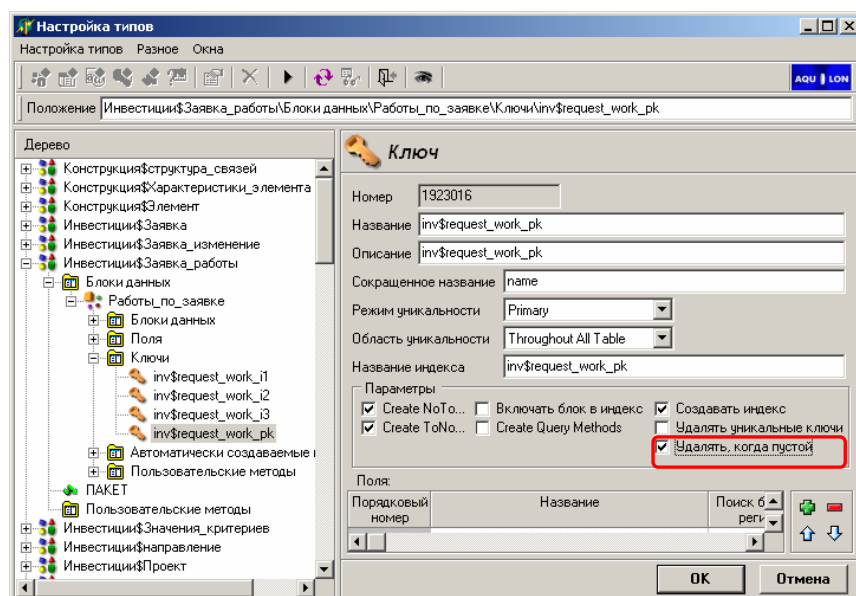 Настройка типов
Настройка типов Разное Окна
AQU LON
Положение Инвестиции$Заявка_работы\Блоки данных\Работы_по_заявке\Ключи\inv$request_work_pk
Дерево
Конструкция$структура_связей
Конструкция$Характеристики_элемента
Конструкция$Элемент
Инвестиции$Заявка
Инвестиции$Заявка_изменение
Инвестиции$Заявка_работы
Блоки данных
Работы_по_заявке
Блоки данных
Поля
Ключи
inv$request_work_i1
inv$request_work_i2
inv$request_work_i3
inv$request_work_pk
Автоматически создаваемые
Пользовательские методы
ПАКЕТ
Пользовательские методы
Инвестиции$Значения_критериев
Инвестиции$направление
Инвестиции$Проект
Ключ
Номер 1923016
Название inv$request_work_pk
Описание inv$request_work_pk
Сокращенное название name
Режим уникальности Primary
Область уникальности Throughout All Table
Название индекса inv$request_work_pk
Параметры
Create NoTo... Включать блок в индекс Создавать индекс
Create ToNo... Create Query Methods Удалять уникальные ключи
Удалять, когда пустой
Поля:
Порядковый номер Название Поиск б
реги
OK Отмена